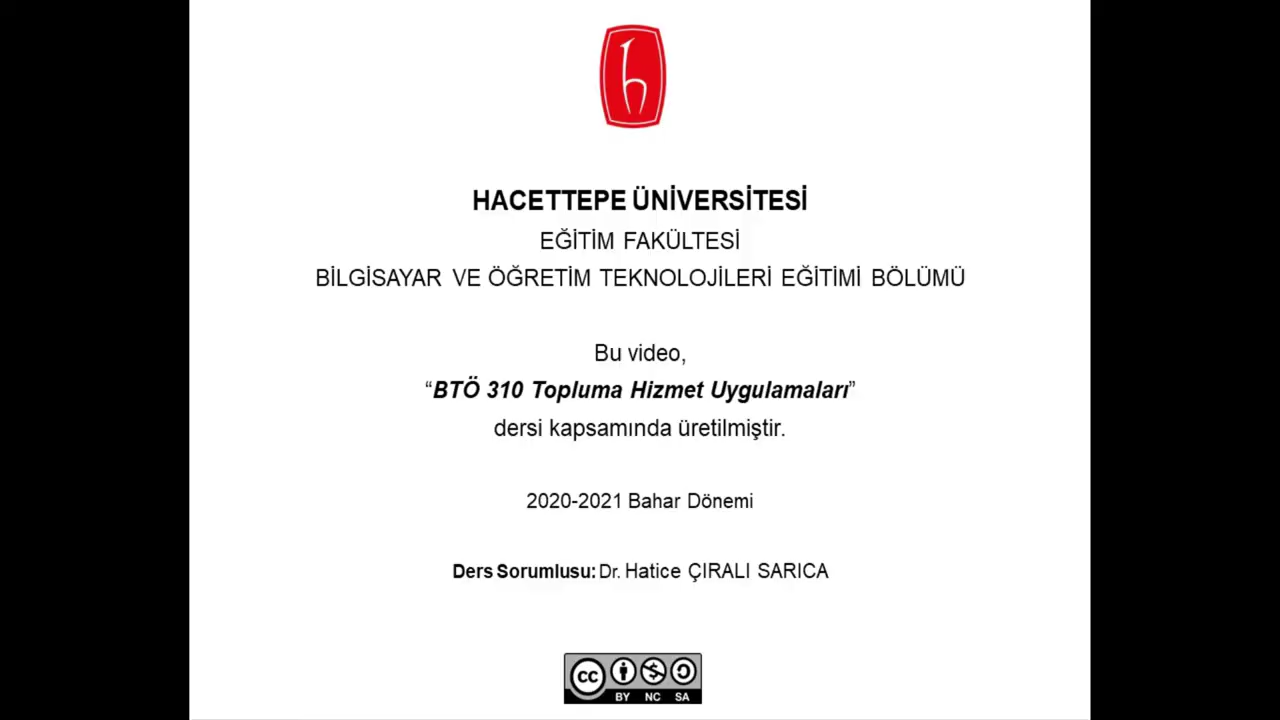 HACETTEPE ÜNİVERSİTESİ
EĞİTİM FAKÜLTESİ
BİLGİSAYAR VE ÖĞRETİM TEKNOLOJİLERİ EĞİTİMİ BÖLÜMÜ
Bu video,
“BTÖ 310 Topluma Hizmet Uygulamaları”
dersi kapsamında üretilmiştir.
2020-2021 Bahar Dönemi
Ders Sorumlusu: Dr. Hatice ÇIRALI SARICA
cc BY NC SA